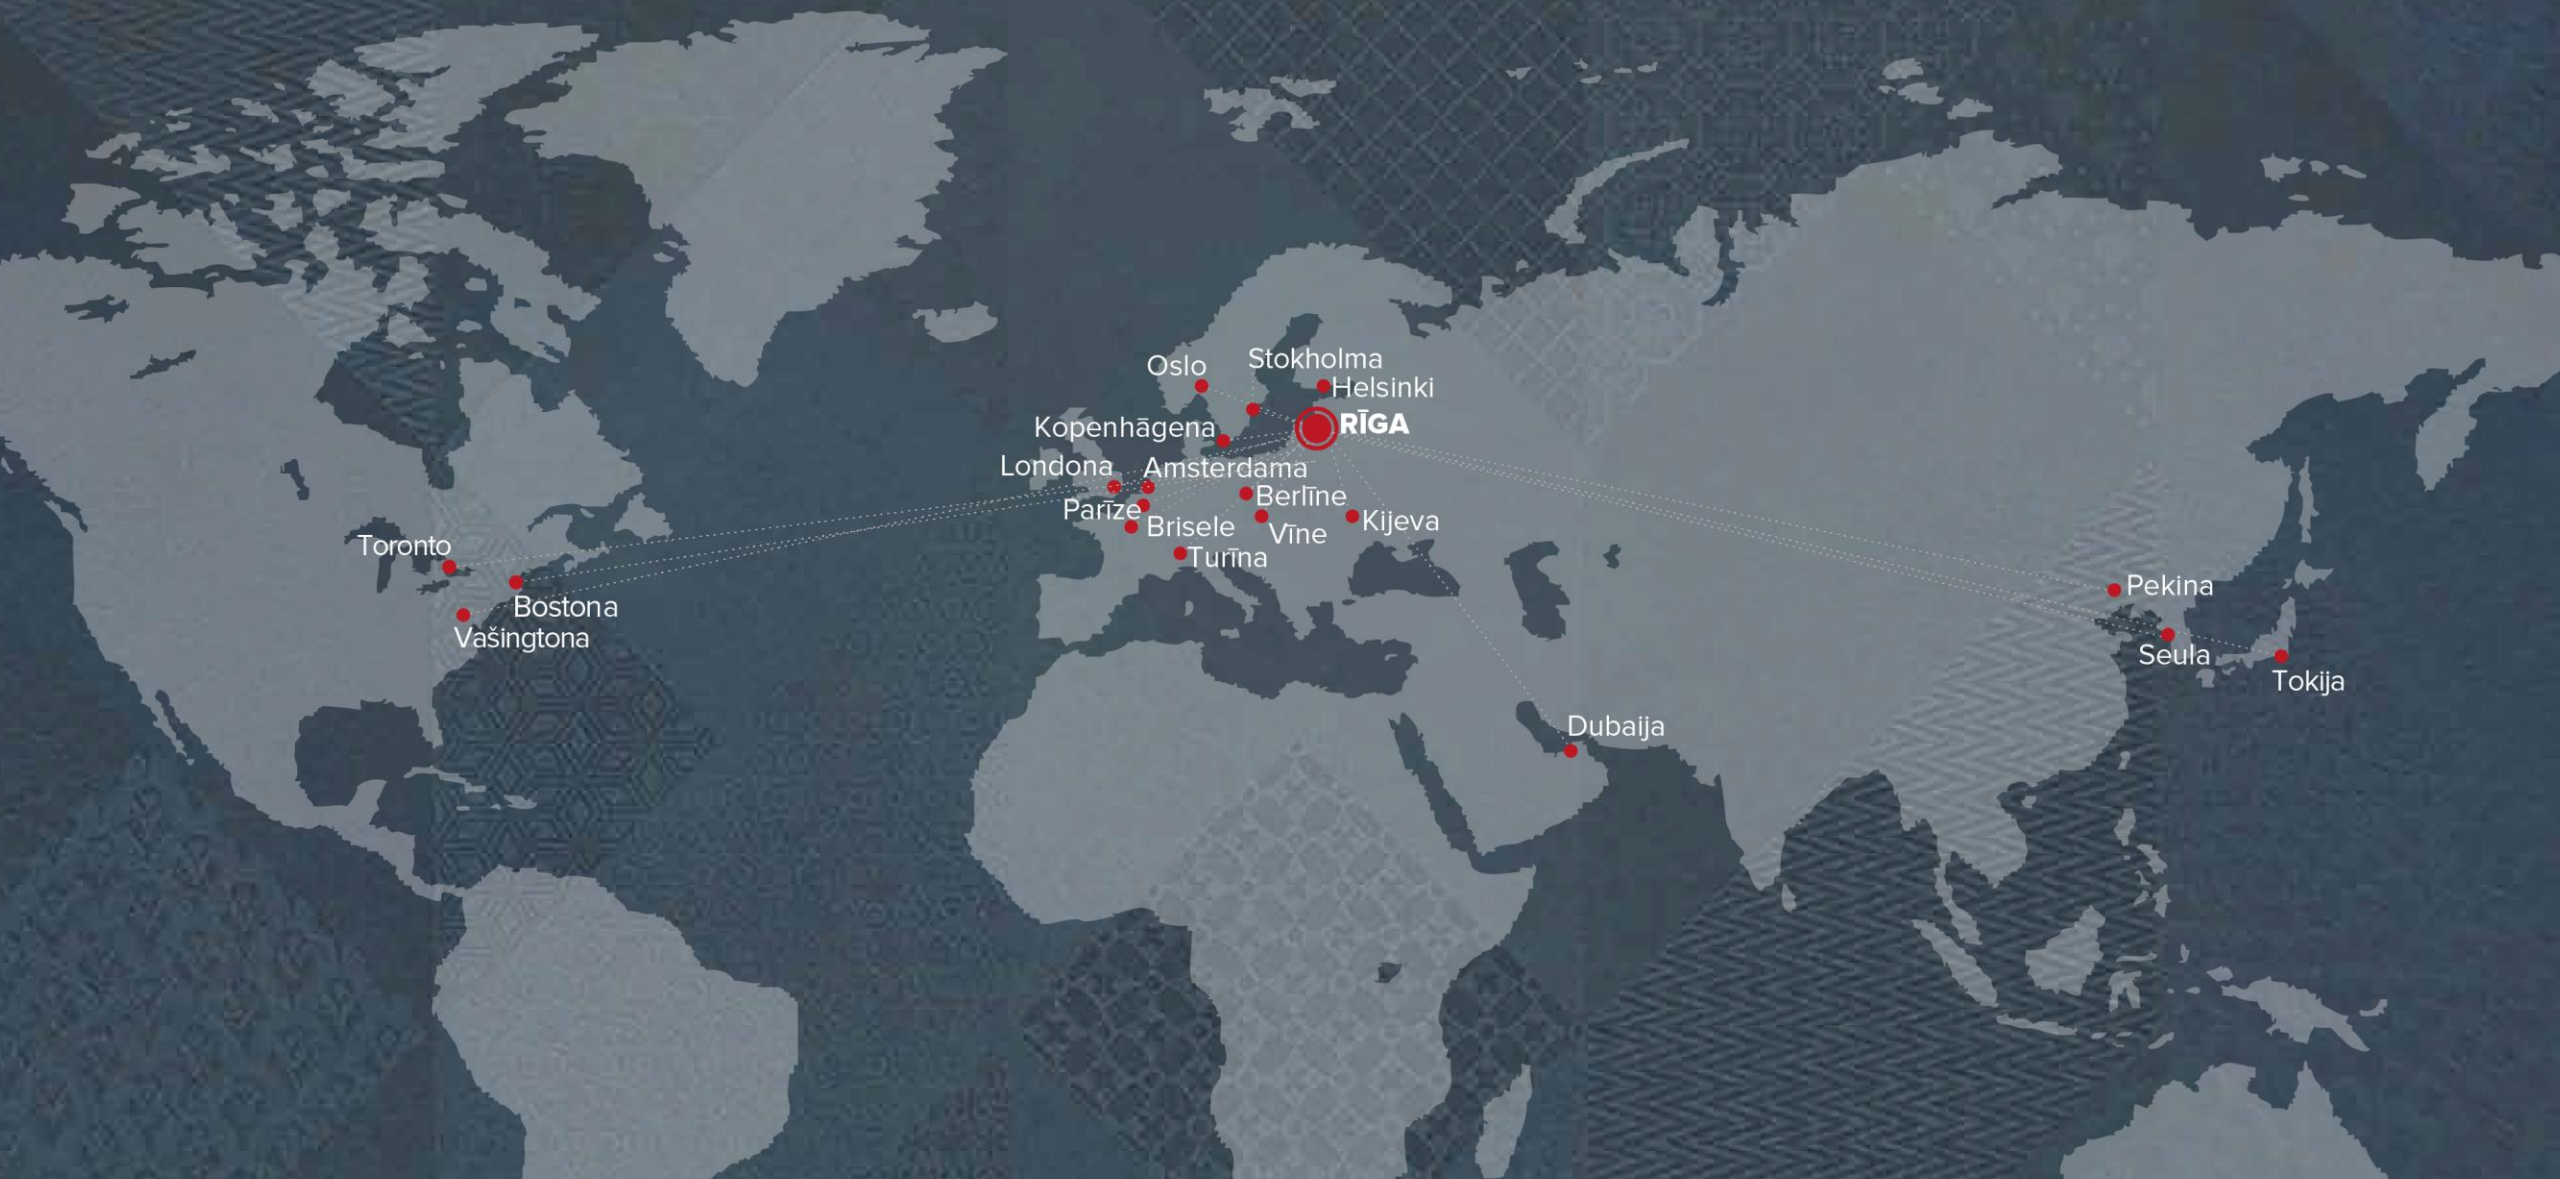 Oslo
Stokholma
Helsinki
RĪGA
Kopenhāgena
Londona
Amsterdama
Berlīne
Parīze
Brisele
Vīne
Kijeva
Turīna
Toronto
Bostona
Vašingtona
Pekina
Seula
Tokija
Dubaija